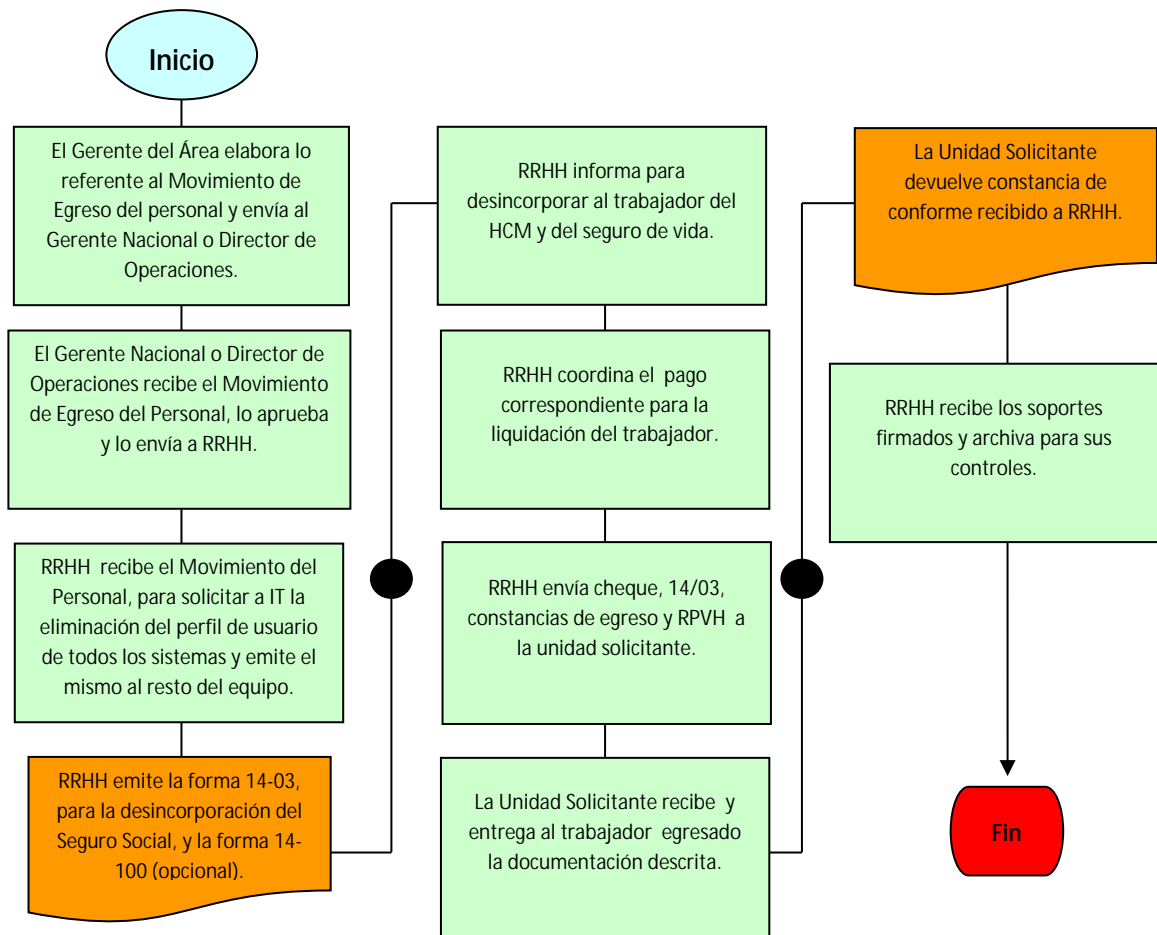 Inicio
El Gerente del Área elabora lo
referente al Movimiento de
Egreso del personal y envía al
Gerente Nacional o Director de
Operaciones.
El Gerente Nacional o Director de
Operaciones recibe el Movimiento
de Egreso del Personal, lo aprueba
y lo envía a RRHH.
RRHH recibe el Movimiento del
Personal, para solicitar a IT la
eliminación del perfil de usuario
de todos los sistemas y emite el
mismo al resto del equipo.
RRHH emite la forma 14-03,
para la desincorporación del
Seguro Social, y la forma 14-
100 (opcional).
RRHH informa para
desincorporar al trabajador del
HCM y del seguro de vida.
RRHH coordina el pago
correspondiente para la
liquidación del trabajador.
RRHH envía cheque, 14/03,
constancias de egreso y RPVH a
la unidad solicitante.
La Unidad Solicitante recibe y
entrega al trabajador egresado
la documentación descrita.
La Unidad Solicitante
devuelve constancia de
conforme recibido a RRHH.
RRHH recibe los soportes
firmados y archiva para sus
controles.
Fin